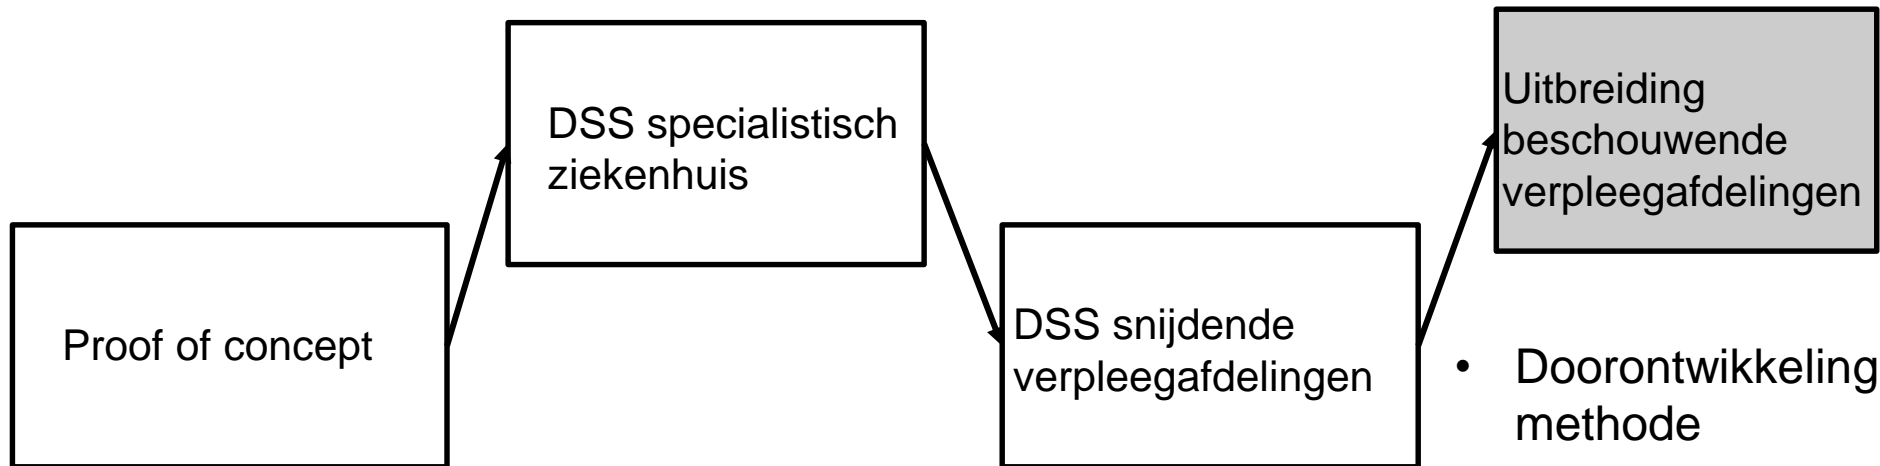 Proof of concept
DSS specialistisch
ziekenhuis
DSS snijdende
verpleegafdelingen
Uitbreiding
beschouwende
verpleegafdelingen
• Doorontwikkeling
methode